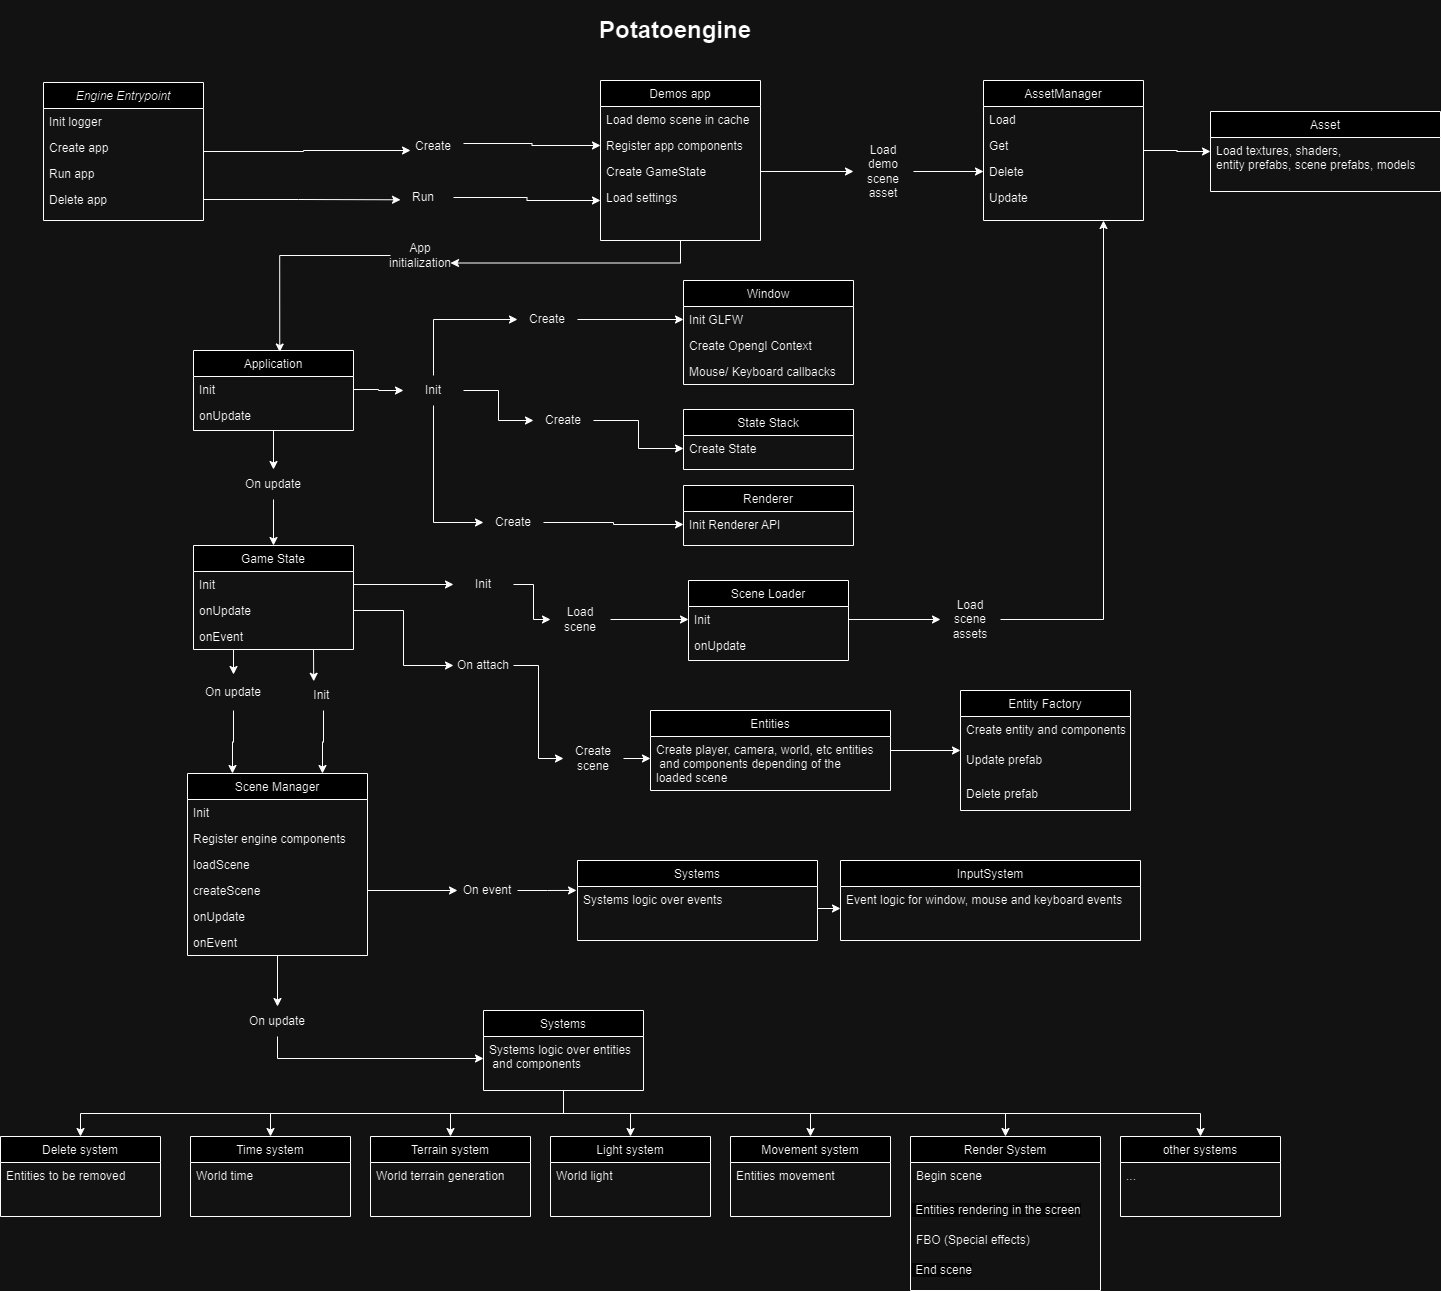 Potatoengine
Engine Entrypoint
Init logger
Create app
Run app
Delete app
Create
Run
Demos app
Load demo scene in cache
Register app components
Create GameState
Load settings
Load
demo
scene
asset
AssetManager
Load
Get
Delete
Update
Asset
Load textures, shaders,
entity prefabs, scene prefabs, models
App
initialization
Application
Init
onUpdate
Init
Create
Window
Init GLFW
Create Opengl Context
Mouse/ Keyboard callbacks
Create
State Stack
Create State
Create
Renderer
Init Renderer API
On update
Game State
Init
onUpdate
onEvent
Init
Load
scene
Scene Loader
Init
onUpdate
Load
scene
assets
On attach
Create
scene
Entities
Create player, camera, world, etc entities
and components depending of the
loaded scene
Entity Factory
Create entity and components
Update prefab
Delete prefab
On update
Init
Scene Manager
Init
Register engine components
loadScene
createScene
onUpdate
onEvent
On event
Systems
Systems logic over events
InputSystem
Event logic for window, mouse and keyboard events
On update
Systems
Systems logic over entities
and components
Delete system
Entities to be removed
Time system
World time
Terrain system
World terrain generation
Light system
World light
Movement system
Entities movement
Render System
Begin scene
Entities rendering in the screen
FBO (Special effects)
End scene
other systems
...